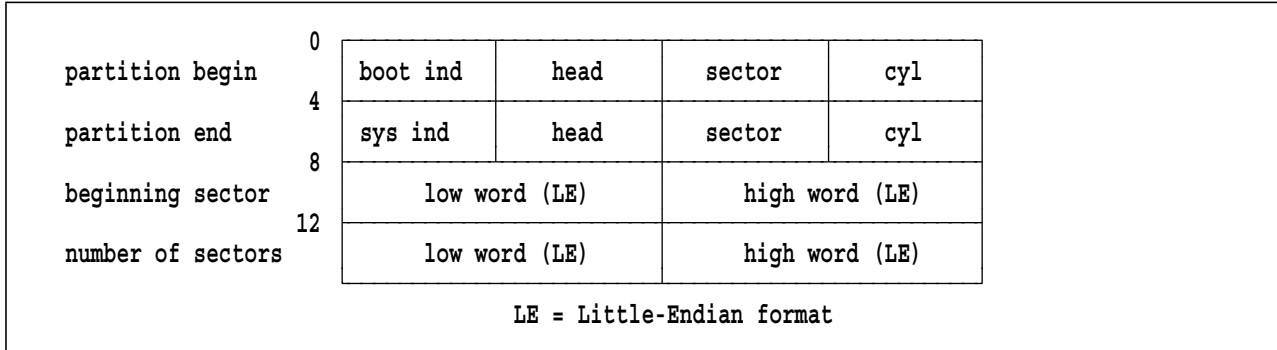 0
partition begin boot ind head sector cyl
4
partition end sys ind head sector cyl
8
beginning sector low word (LE) high word (LE)
12
number of sectors low word (LE) high word (LE)
LE = Little-Endian format